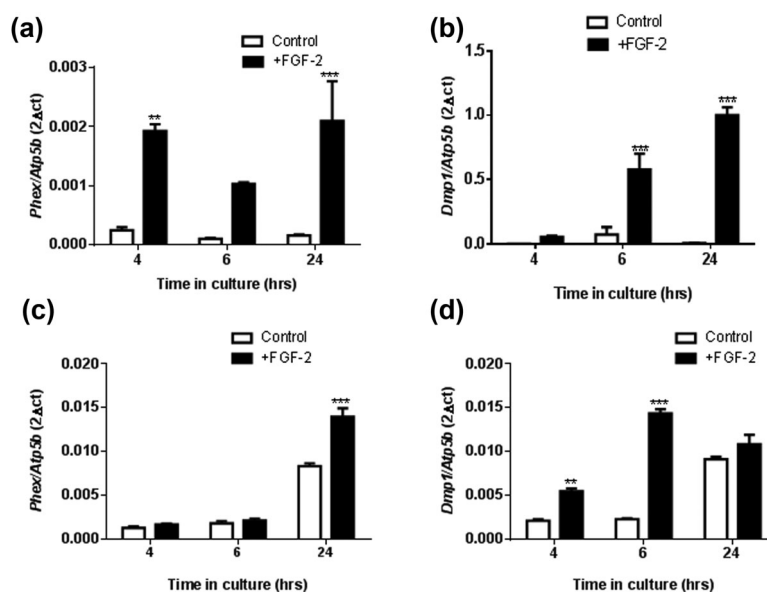 (a)
Control
+FGF-2
Phex/Atp5b (2Δct)
0.003
0.002
0.001
0.000
**
***
4 6 24
Time in culture (hrs)
(b)
Control
+FGF-2
Dmp1/Atp5b (2Δct)
1.5
1.0
0.5
0.0
***
***
4 6 24
Time in culture (hrs)
(c)
Control
+FGF-2
Phex/Atp5b (2Δct)
0.020
0.015
0.010
0.005
0.000
***
4 6 24
Time in culture (hrs)
(d)
Control
+FGF-2
Dmp1/Atp5b (2Δct)
0.020
0.015
0.010
0.005
0.000
**
***
4 6 24
Time in culture (hrs)